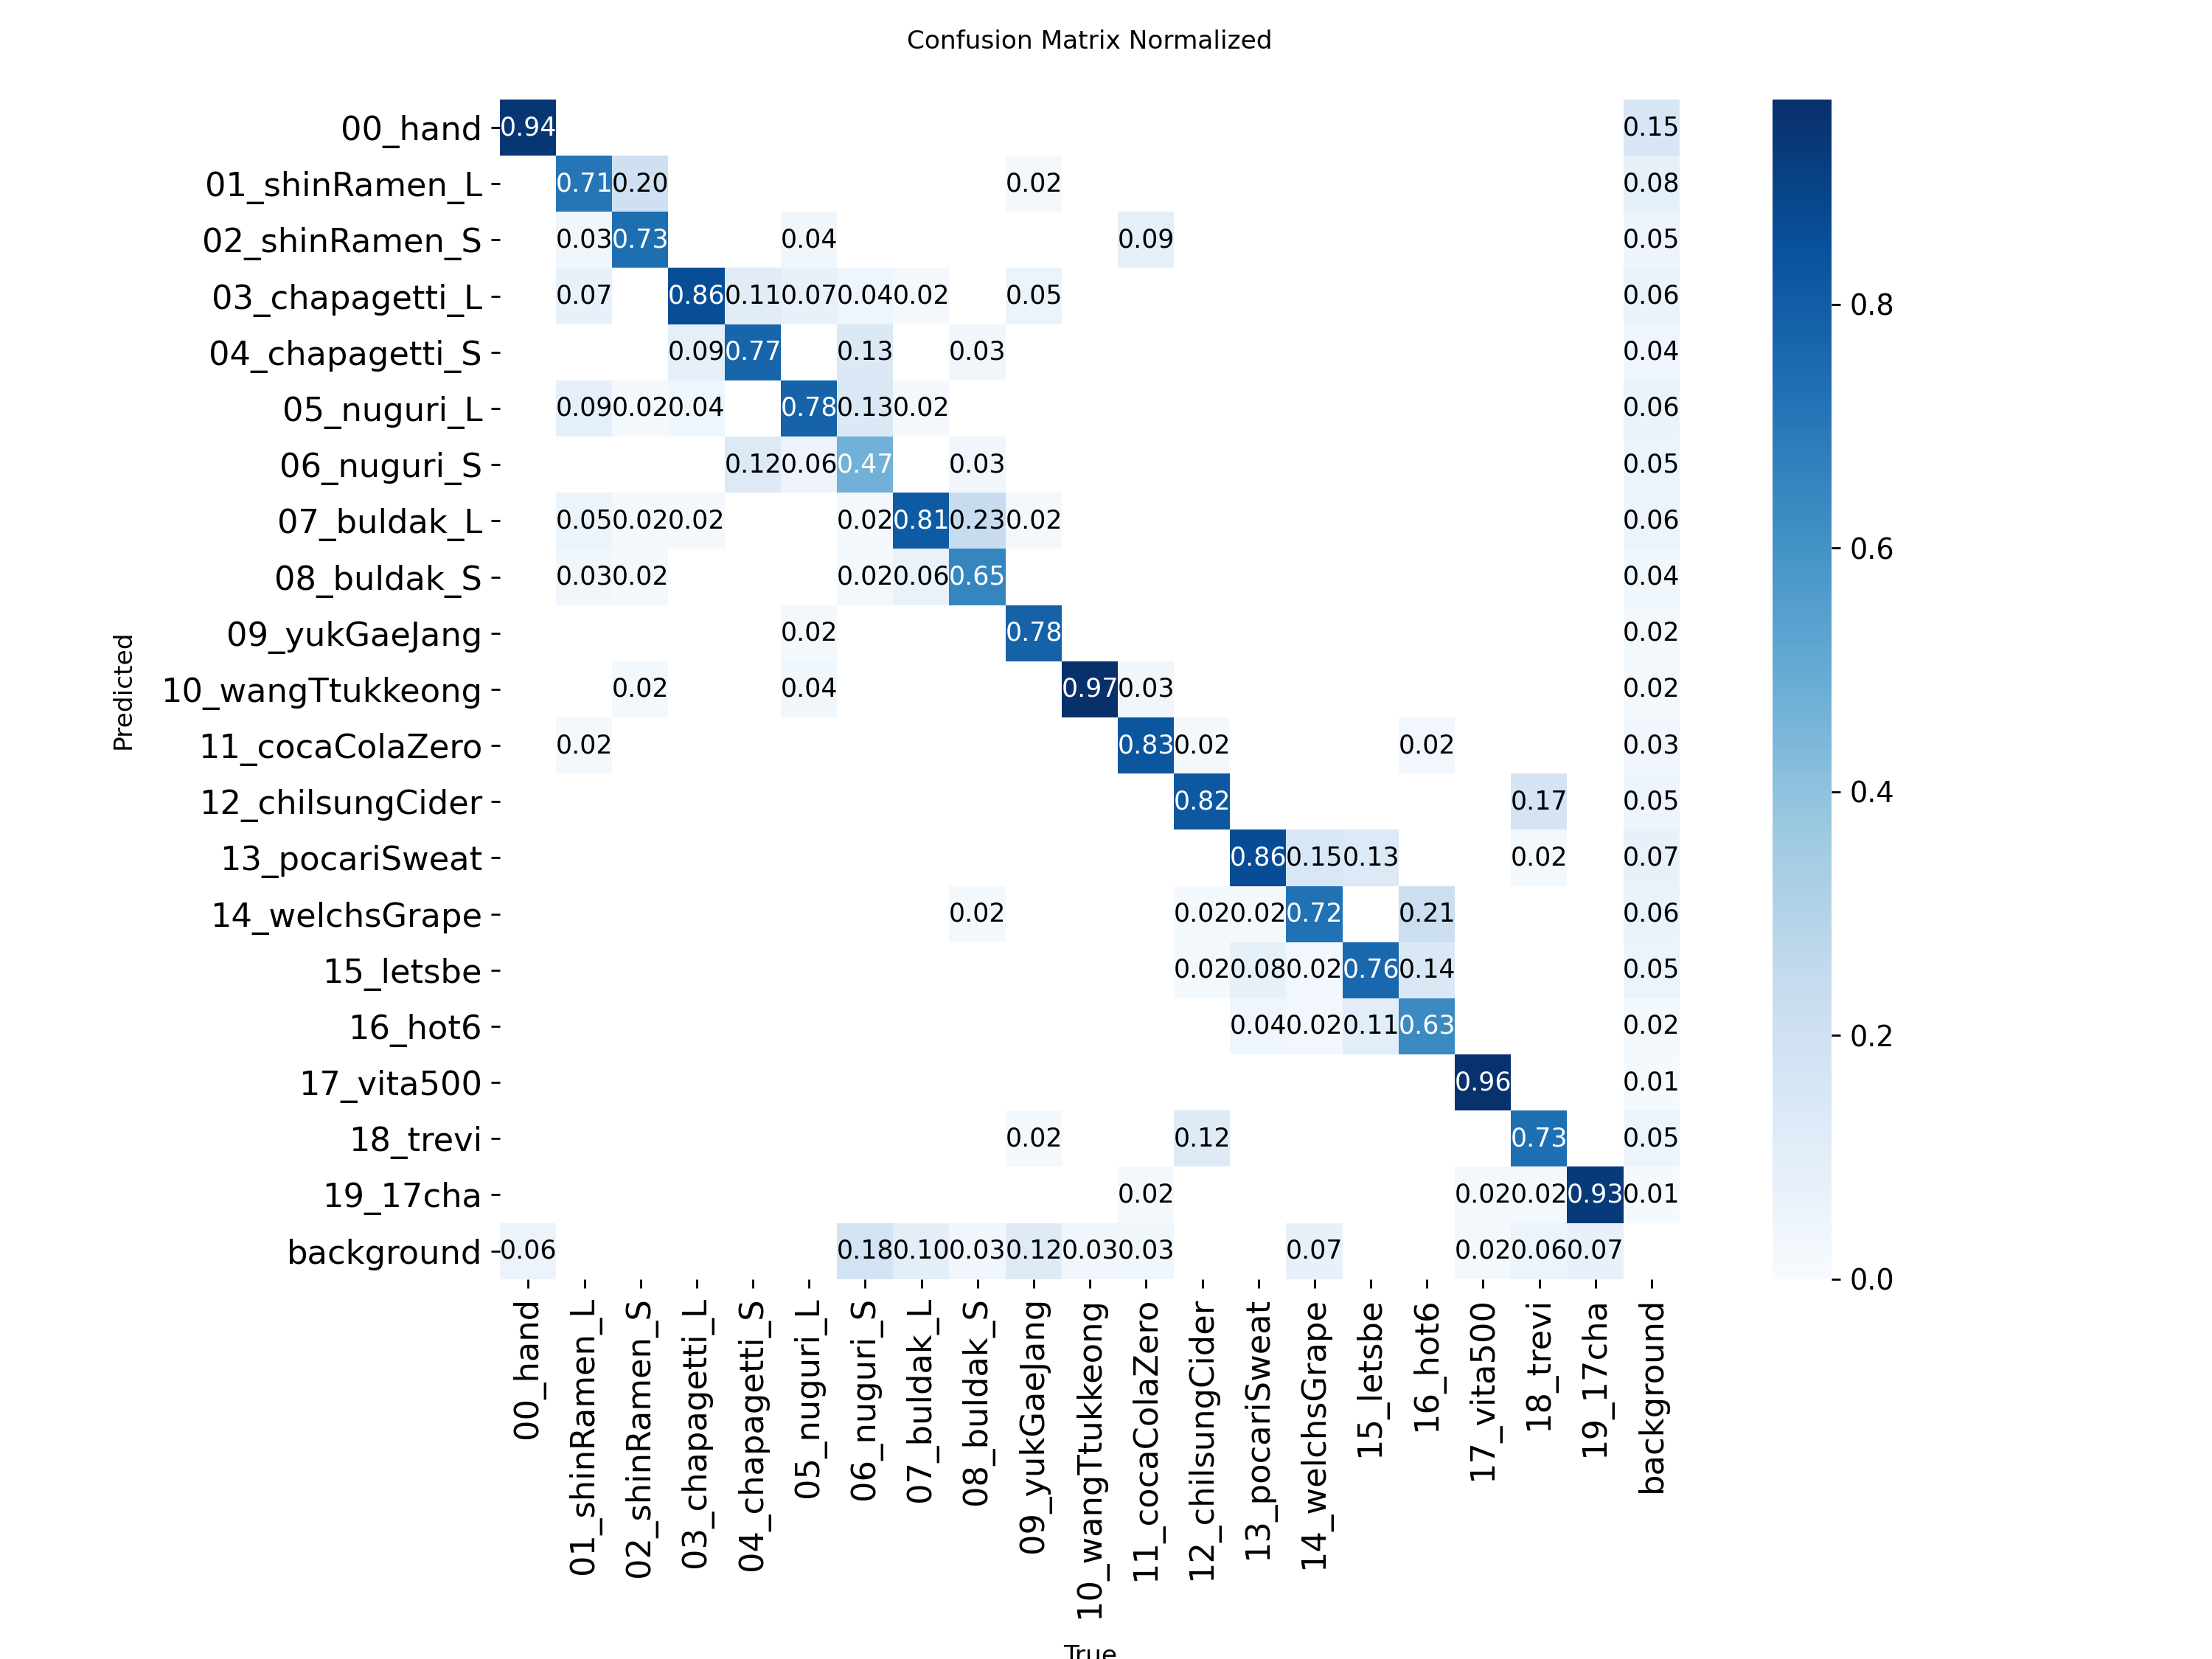 Confusion Matrix Normalized
00_hand 0.94 0.15
01_shinRamen_L 0.71 0.20 0.02 0.08
02_shinRamen_S 0.03 0.73 0.04 0.09 0.05
03_chapagetti_L 0.07 0.86 0.11 0.07 0.04 0.02 0.05 0.06
04_chapagetti_S 0.09 0.77 0.13 0.03 0.04
05_nuguri_L 0.09 0.02 0.04 0.78 0.13 0.02 0.06
06_nuguri_S 0.12 0.06 0.47 0.03 0.05
07_buldak_L 0.05 0.02 0.02 0.02 0.81 0.23 0.02 0.06
08_buldak_S 0.03 0.02 0.02 0.06 0.65 0.04
09_yukGaeJang 0.02 0.78 0.02
10_wangTtukkeong 0.02 0.04 0.97 0.03 0.02
11_cocaColaZero 0.02 0.83 0.02 0.02 0.03
12_chilsungCider 0.82 0.17 0.05
13_pocariSweat 0.86 0.15 0.13 0.02 0.07
14_welchsGrape 0.02 0.02 0.02 0.72 0.21 0.06
15_letsbe 0.02 0.08 0.02 0.76 0.14 0.05
16_hot6 0.04 0.02 0.11 0.63 0.02
17_vita500 0.96 0.01
18_trevi 0.02 0.12 0.73 0.05
19_17cha 0.02 0.02 0.02 0.93 0.01
background 0.06 0.18 0.10 0.03 0.12 0.03 0.03 0.07 0.02 0.06 0.07
Predicted
00_hand
01_shinRamen_L
02_shinRamen_S
03_chapagetti_L
04_chapagetti_S
05_nuguri_L
06_nuguri_S
07_buldak_L
08_buldak_S
09_yukGaeJang
10_wangTtukkeong
11_cocaColaZero
12_chilsungCider
13_pocariSweat
14_welchsGrape
15_letsbe
16_hot6
17_vita500
18_trevi
19_17cha
background
True
0.8
0.6
0.4
0.2
0.0